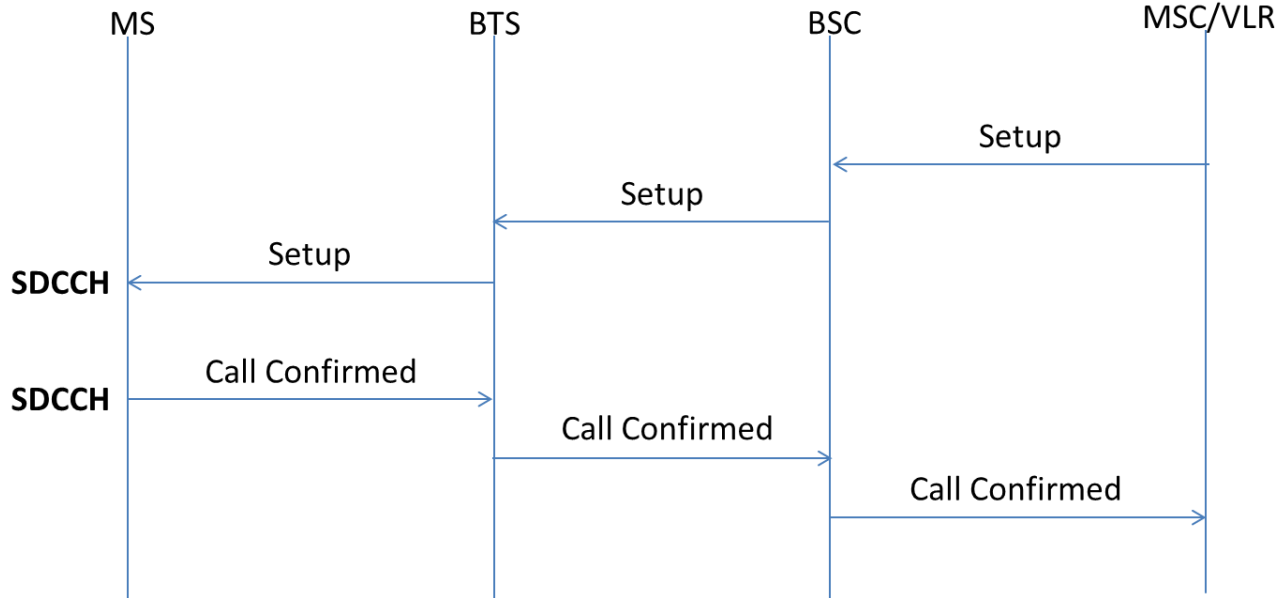 MS BTS BSC MSC/VLR
Setup
Setup
Setup
SDCCH
Call Confirmed
SDCCH
Call Confirmed
Call Confirmed